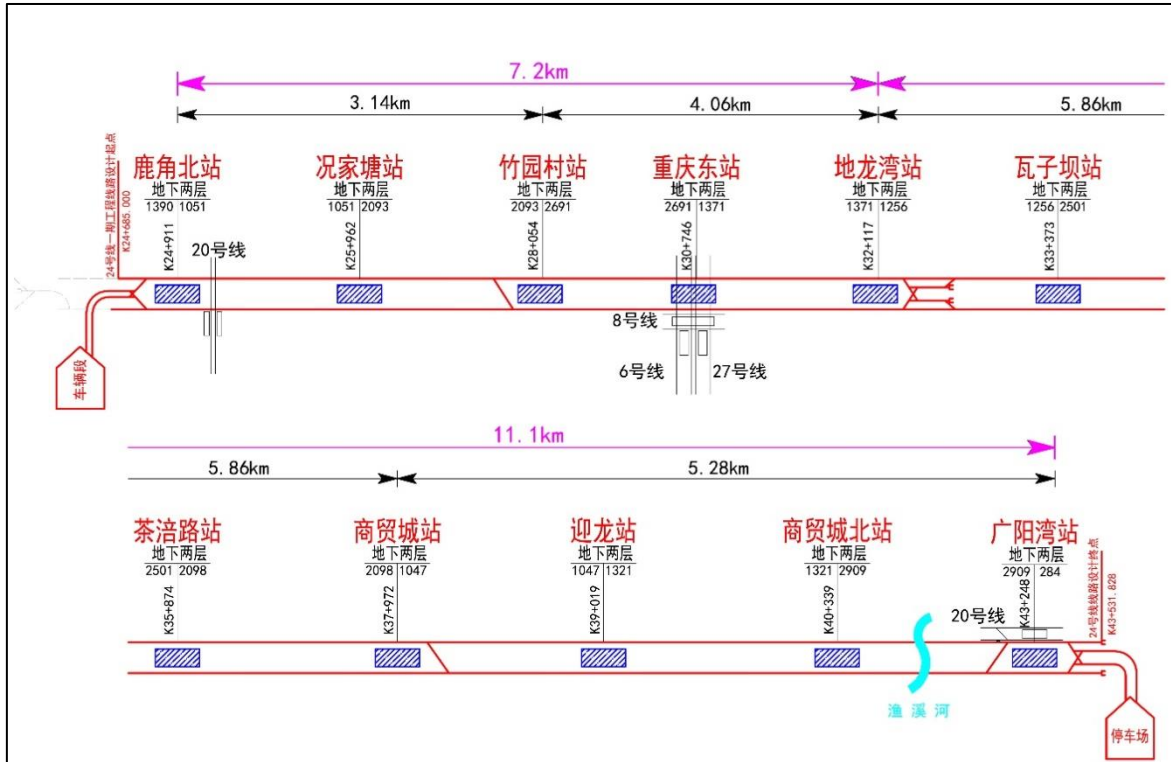 7.2km
3.14km
4.06km
5.86km
24号线一期工程线路设计起点
K24+685.000
鹿角北站
地下两层
1390 1051
K24+911
20号线
况家塘站
地下两层
1051 2093
K25+962
竹园村站
地下两层
2093 2691
K28+054
重庆东站
地下两层
2691 1371
K30+746
8号线
6号线
27号线
地龙湾站
地下两层
1371 1256
K32+117
瓦子坝站
地下两层
1256 2501
K33+373
车辆段
11.1km
5.86km
5.28km
茶涪路站
地下两层
2501 2098
K35+874
商贸城站
地下两层
2098 1047
K37+972
迎龙站
地下两层
1047 1321
K39+019
商贸城北站
地下两层
1321 2909
K40+339
渔溪河
广阳湾站
地下两层
2909 284
K43+248
20号线
24号线线路设计终点
K43+531.828
停车场